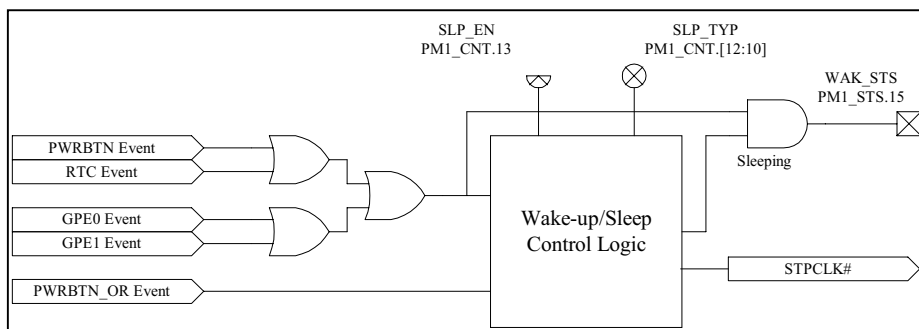 SLP_EN
PM1_CNT.13
SLP_TYP
PM1_CNT.[12:10]
WAK_STS
PM1_STS.15
PWRBTN Event
RTC Event
Sleeping
GPE0 Event
GPE1 Event
Wake-up/Sleep
Control Logic
STPCLK#
PWRBTN_OR Event